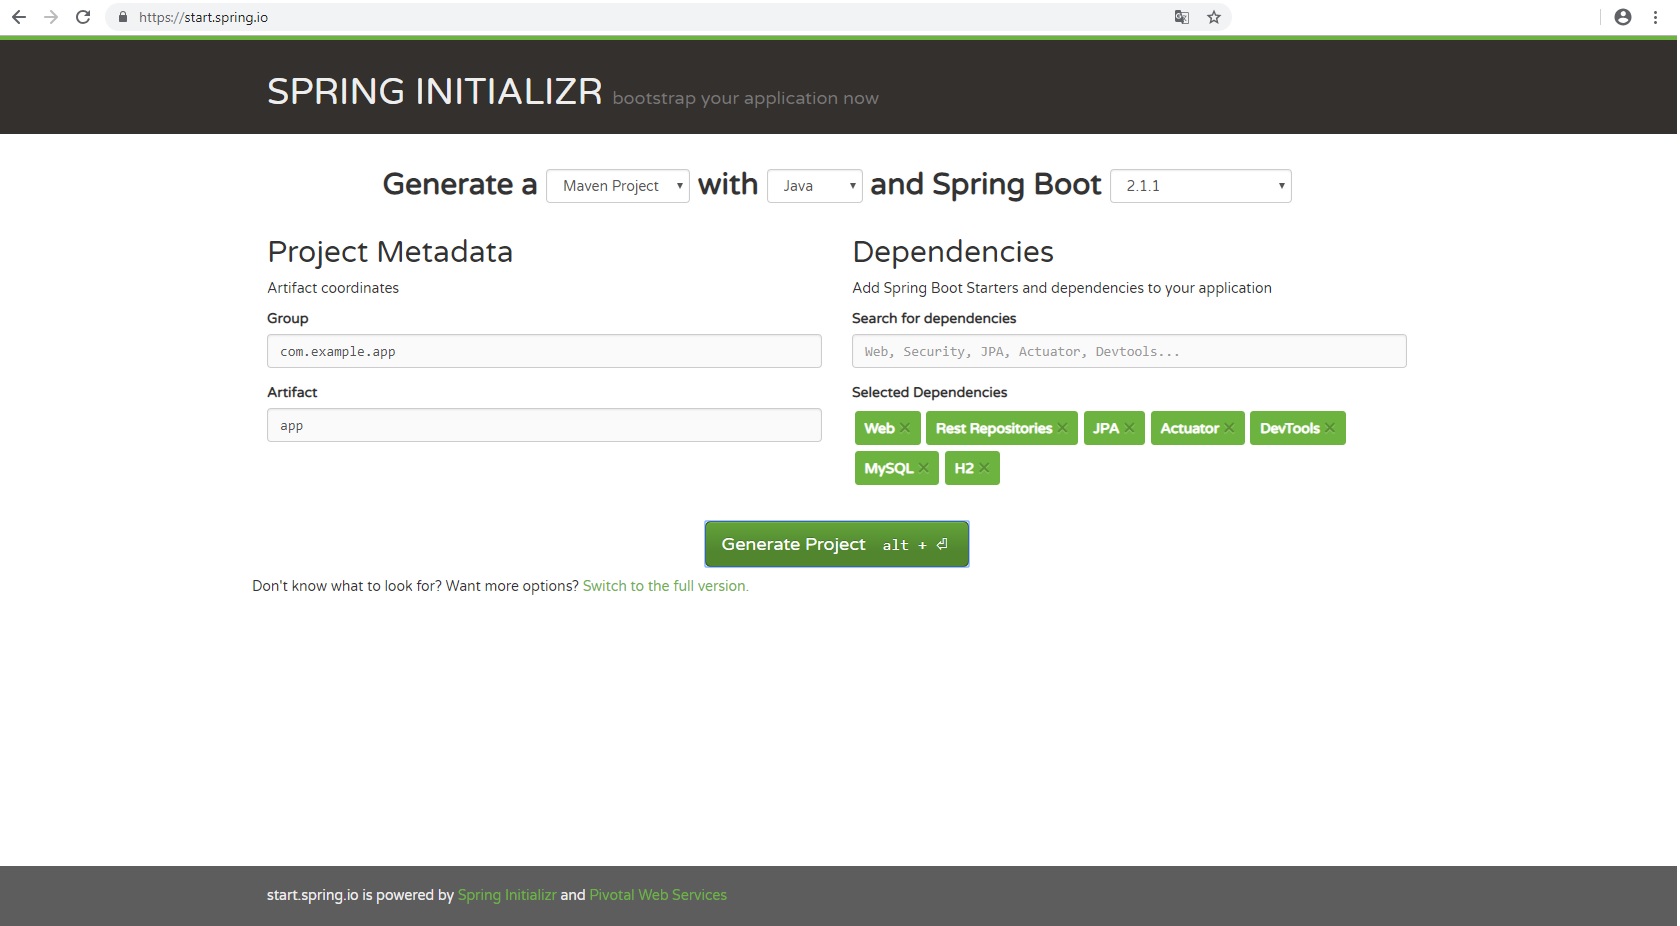 https://start.spring.io
SPRING INITIALIZR bootstrap your application now
Generate a Maven Project with Java and Spring Boot 2.1.1
Project Metadata
Artifact coordinates
Group
com.example.app
Artifact
app
Dependencies
Add Spring Boot Starters and dependencies to your application
Search for dependencies
Web, Security, JPA, Actuator, Devtools...
Selected Dependencies
Web × Rest Repositories × JPA × Actuator × DevTools ×
MySQL × H2 ×
Generate Project alt + ⏎
Don't know what to look for? Want more options? Switch to the full version.
start.spring.io is powered by Spring Initializr and Pivotal Web Services